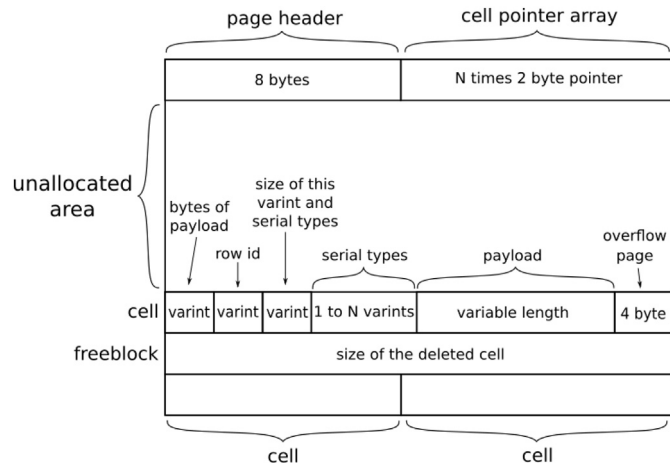 page header
cell pointer array
8 bytes
N times 2 byte pointer
unallocated
area
bytes of
payload
row id
size of this
varint and
serial types
serial types
payload
overflow
page
cell
varint
varint
varint
1 to N varints
variable length
4 byte
freeblock
size of the deleted cell
cell
cell